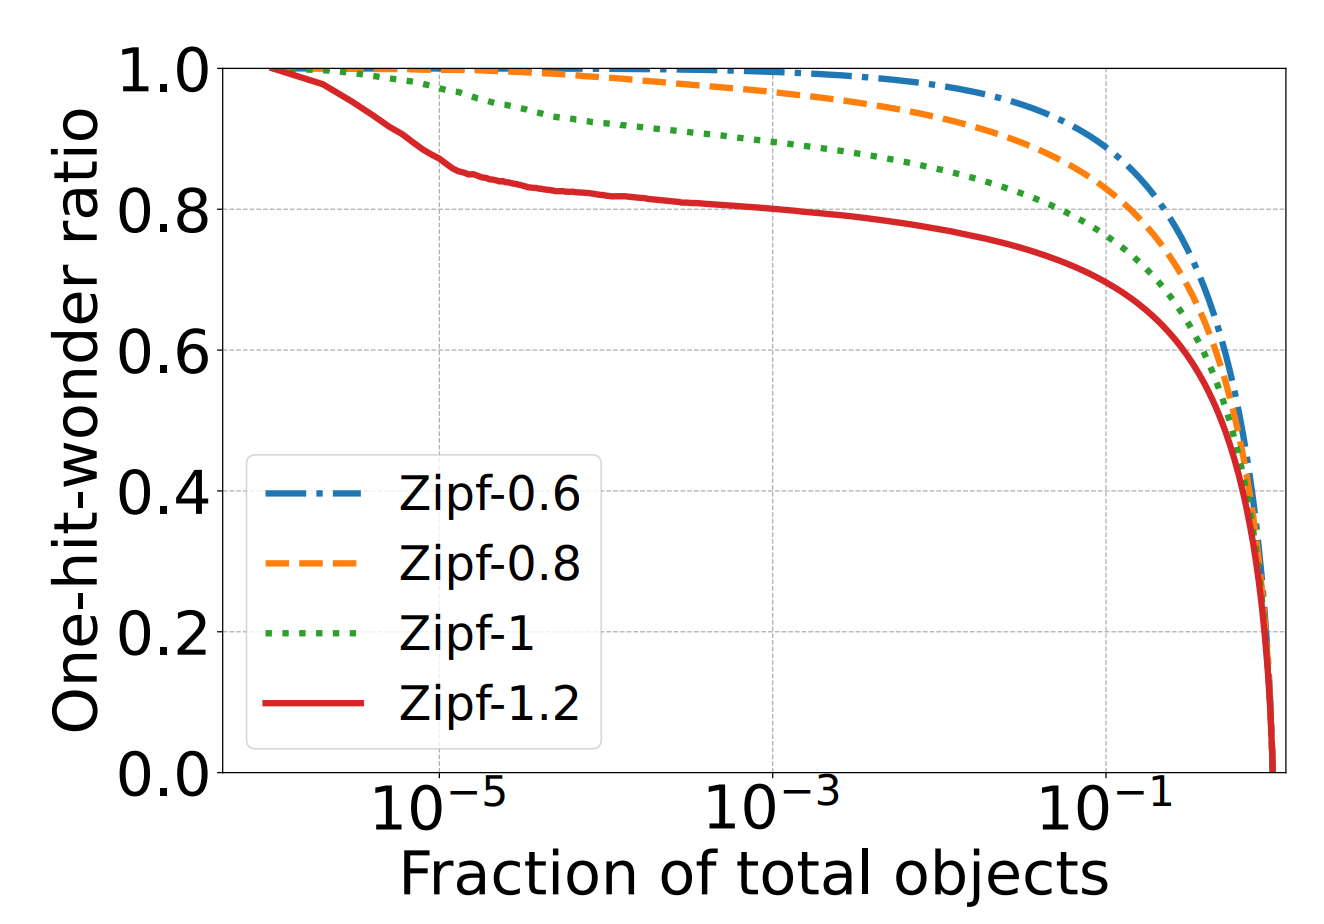 One-hit-wonder ratio
1.0
0.8
0.6
0.4
0.2
0.0
Zipf-0.6
Zipf-0.8
Zipf-1
Zipf-1.2
10⁻⁵ 10⁻³ 10⁻¹
Fraction of total objects